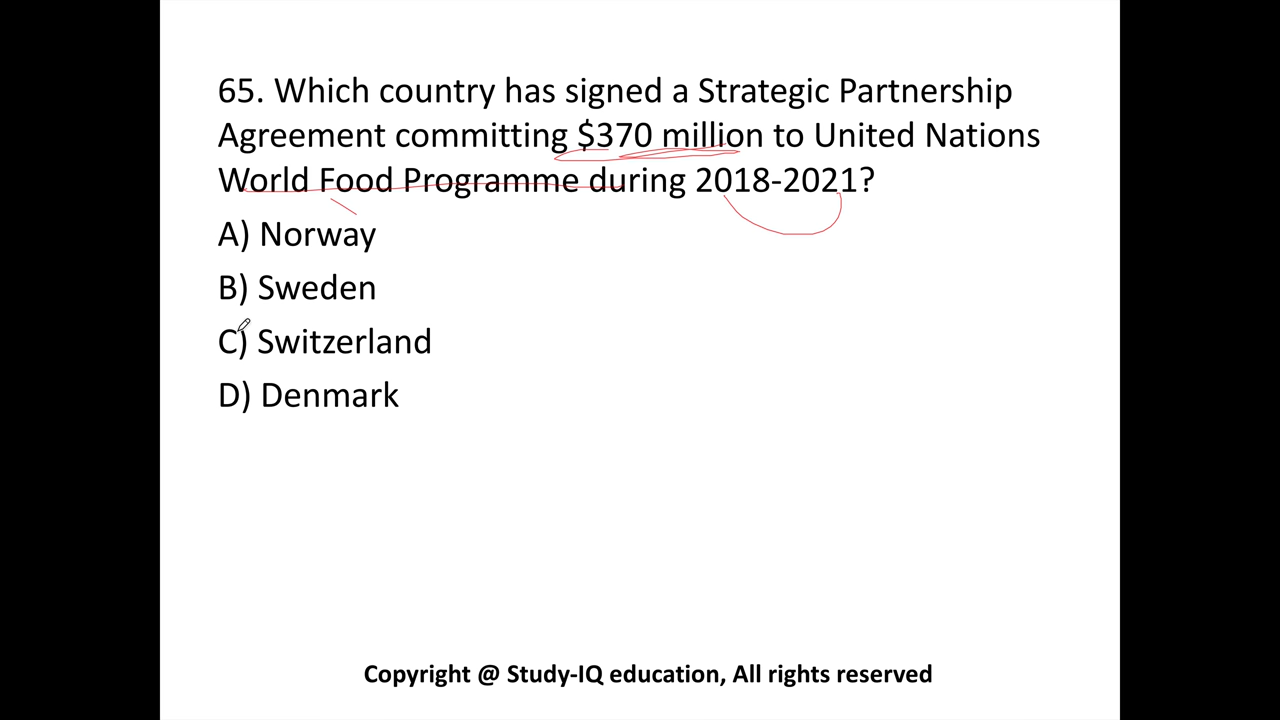 65. Which country has signed a Strategic Partnership
Agreement committing $370 million to United Nations
World Food Programme during 2018-2021?
A) Norway
B) Sweden
C) Switzerland
D) Denmark
Copyright @ Study-IQ education, All rights reserved